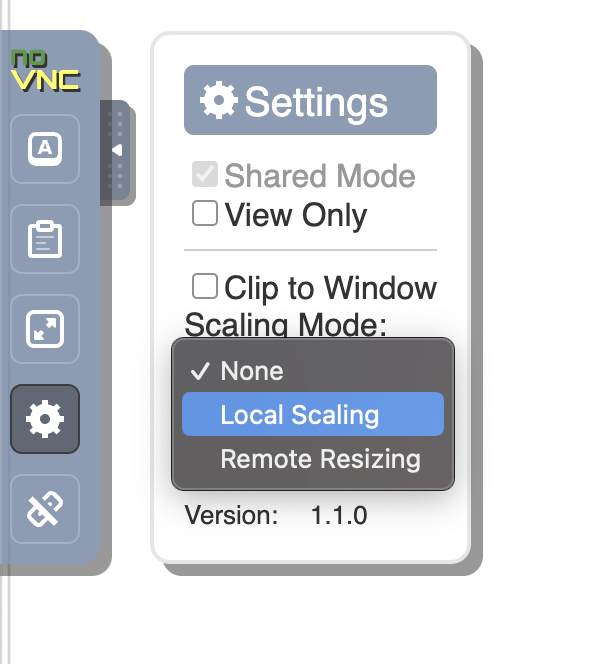 no
VNC
A
Settings
Shared Mode
View Only
Clip to Window
Scaling Mode:
None
Local Scaling
Remote Resizing
Version: 1.1.0